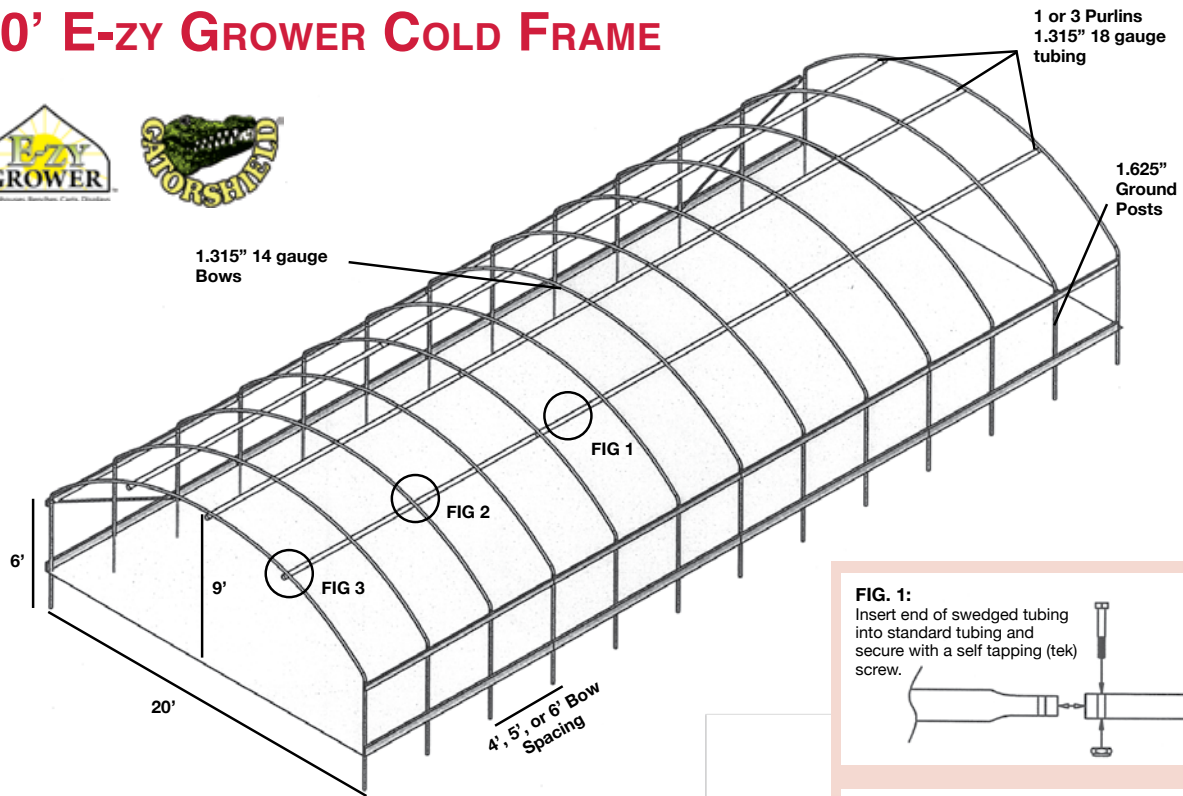 0' E-ZY GROWER COLD FRAME
1 or 3 Purlins
1.315" 18 gauge
tubing
E-ZY
GROWER
GATORSHIELD
1.625"
Ground
Posts
1.315" 14 gauge
Bows
FIG 1
FIG 2
FIG 3
6'
9'
20'
4', 5', or 6' Bow
Spacing
FIG. 1:
Insert end of swedged tubing
into standard tubing and
secure with a self tapping (tek)
screw.